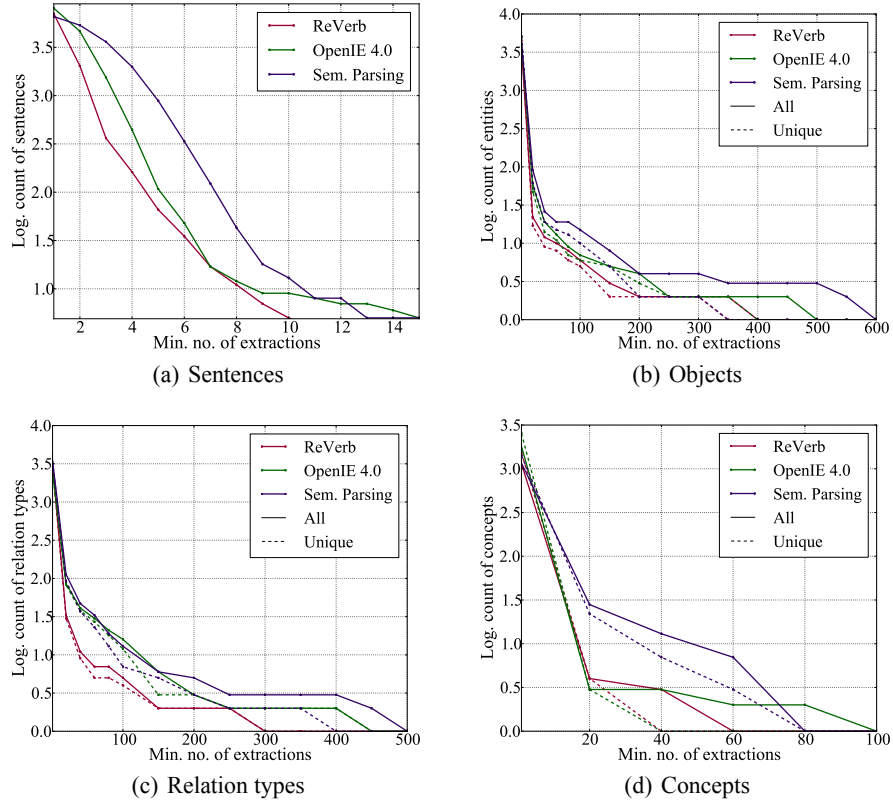 Log. count of sentences
3.5
3.0
2.5
2.0
1.5
1.0
ReVerb
OpenIE 4.0
Sem. Parsing
2 4 6 8 10 12 14
Min. no. of extractions
(a) Sentences
Log. count of entities
4.0
3.5
3.0
2.5
2.0
1.5
1.0
0.5
0.0
ReVerb
OpenIE 4.0
Sem. Parsing
All
Unique
100 200 300 400 500 600
Min. no. of extractions
(b) Objects
Log. count of relation types
4.0
3.5
3.0
2.5
2.0
1.5
1.0
0.5
0.0
ReVerb
OpenIE 4.0
Sem. Parsing
All
Unique
100 200 300 400 500
Min. no. of extractions
(c) Relation types
Log. count of concepts
3.5
3.0
2.5
2.0
1.5
1.0
0.5
0.0
ReVerb
OpenIE 4.0
Sem. Parsing
All
Unique
20 40 60 80 100
Min. no. of extractions
(d) Concepts